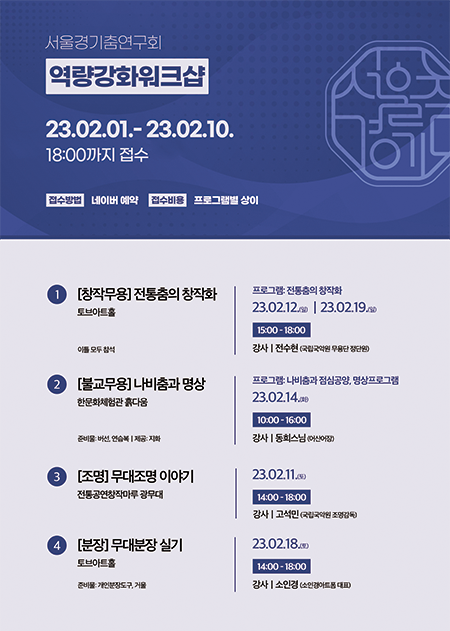 서울경기춤연구회
역량강화워크샵
23.02.01.- 23.02.10.
18:00까지 접수
접수방법 네이버 예약 접수비용 프로그램별 상이
서울
경기춤
1 [창작무용] 전통춤의 창작화
토브아트홀
이틀 모두 참석
프로그램: 전통춤의 창작화
23.02.12.(일) | 23.02.19.(일)
15:00 - 18:00
강사 | 전수현 (국립국악원 무용단 정단원)
2 [불교무용] 나비춤과 명상
한문화체험관 흙다움
준비물: 버선, 연습복 | 제공: 지화
프로그램: 나비춤과 점심공양, 명상프로그램
23.02.14.(화)
10:00 - 16:00
강사 | 동희스님 (어산어장)
3 [조명] 무대조명 이야기
전통공연창작마루 광무대
23.02.11.(토)
14:00 - 18:00
강사 | 고석민 (국립국악원 조명감독)
4 [분장] 무대분장 실기
토브아트홀
준비물: 개인분장도구, 거울
23.02.18.(토)
14:00 - 18:00
강사 | 소인경 (소인경아트폼 대표)